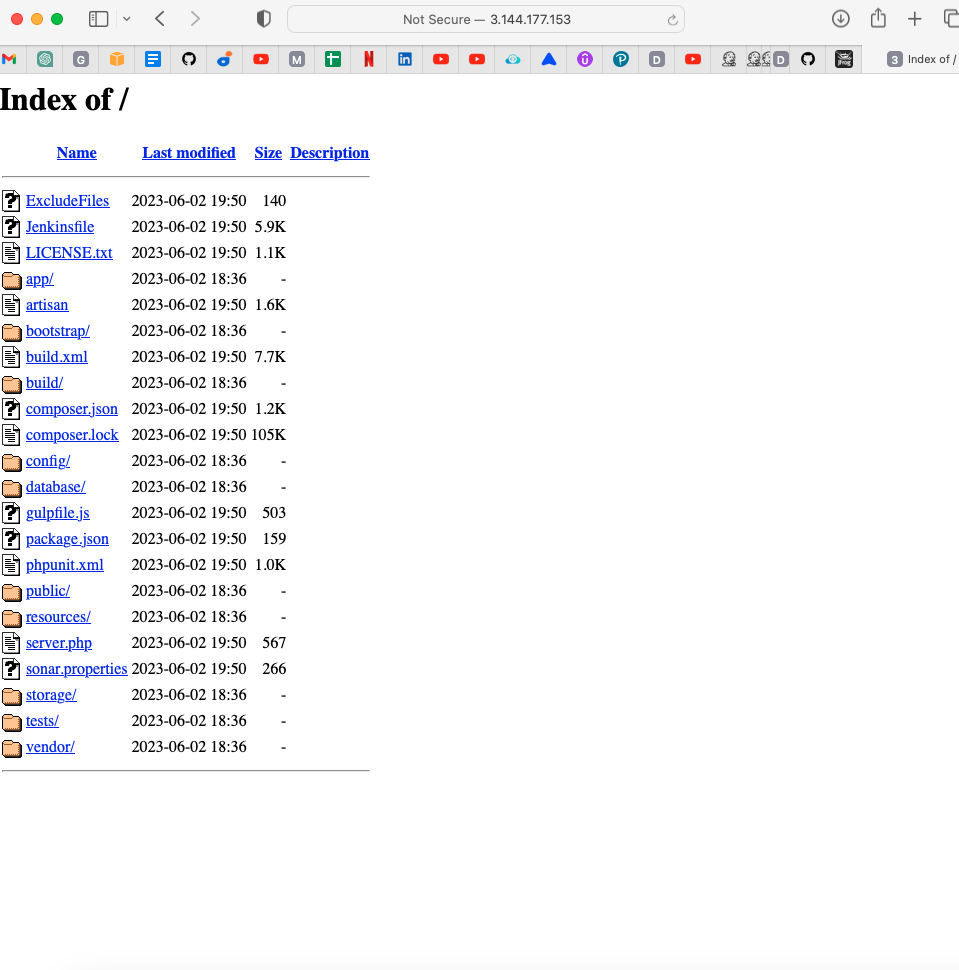 Not Secure — 3.144.177.153
G M D D 3 Index of /
Index of /
Name Last modified Size Description
ExcludeFiles 2023-06-02 19:50 140
Jenkinsfile 2023-06-02 19:50 5.9K
LICENSE.txt 2023-06-02 19:50 1.1K
app/ 2023-06-02 18:36 -
artisan 2023-06-02 19:50 1.6K
bootstrap/ 2023-06-02 18:36 -
build.xml 2023-06-02 19:50 7.7K
build/ 2023-06-02 18:36 -
composer.json 2023-06-02 19:50 1.2K
composer.lock 2023-06-02 19:50 105K
config/ 2023-06-02 18:36 -
database/ 2023-06-02 18:36 -
gulpfile.js 2023-06-02 19:50 503
package.json 2023-06-02 19:50 159
phpunit.xml 2023-06-02 19:50 1.0K
public/ 2023-06-02 18:36 -
resources/ 2023-06-02 18:36 -
server.php 2023-06-02 19:50 567
sonar.properties 2023-06-02 19:50 266
storage/ 2023-06-02 18:36 -
tests/ 2023-06-02 18:36 -
vendor/ 2023-06-02 18:36 -